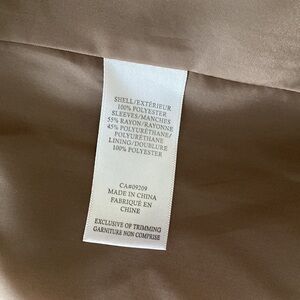 SHELL/EXTÉRIEUR
100% POLYESTER
SLEEVES/MANCHES
55% RAYON/RAYONNE
45% POLYURETHANE/
POLYURÉTHANE
LINING/DOUBLURE
100% POLYESTER
CA#09209
MADE IN CHINA
FABRIQUÉ EN
CHINE
EXCLUSIVE OF TRIMMING
GARNITURE NON COMPRISE